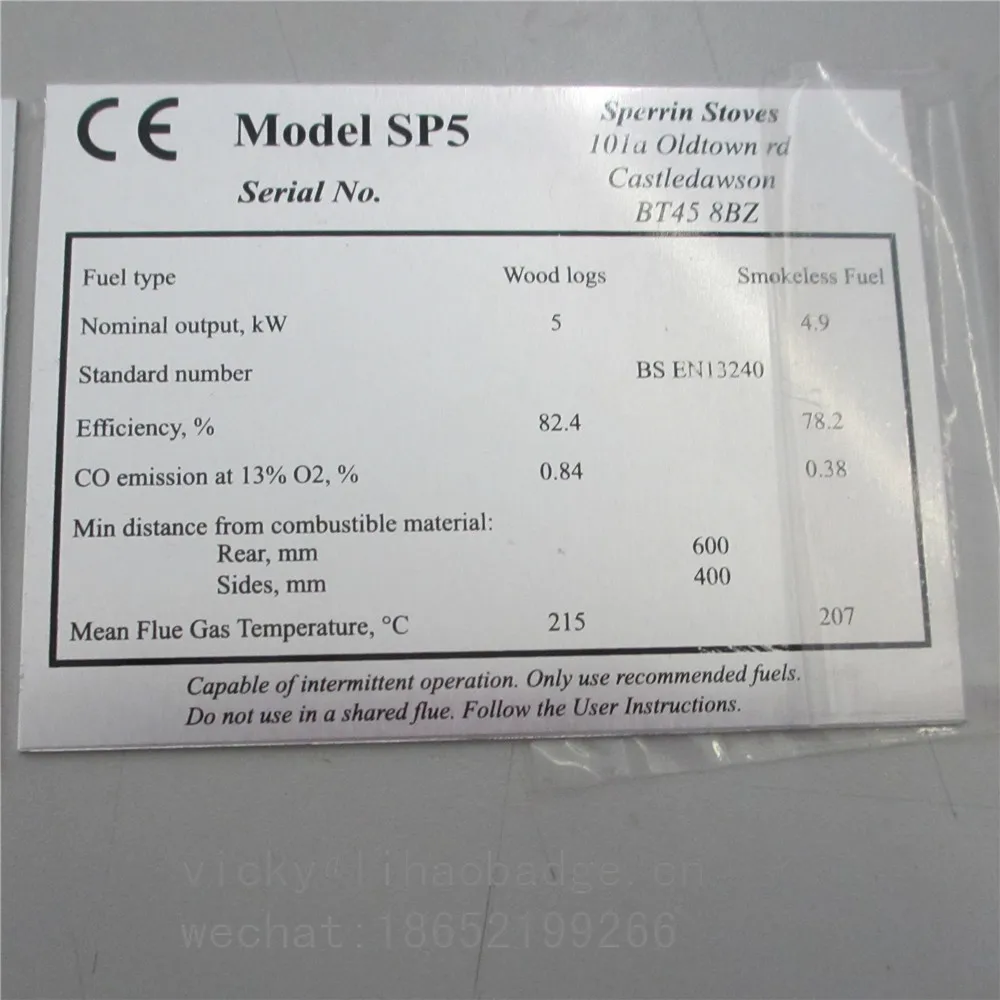 CE Model SP5
Serial No.
Sperrin Stoves
101a Oldtown rd
Castledawson
BT45 8BZ
Fuel type Wood logs Smokeless Fuel
Nominal output, kW 5 4.9
Standard number BS EN13240
Efficiency, % 82.4 78.2
CO emission at 13% O2, % 0.84 0.38
Min distance from combustible material:
Rear, mm 600
Sides, mm 400
Mean Flue Gas Temperature, °C 215 207
Capable of intermittent operation. Only use recommended fuels.
Do not use in a shared flue. Follow the User Instructions.
vicky@lihaobadge.cn
wechat:18652199266